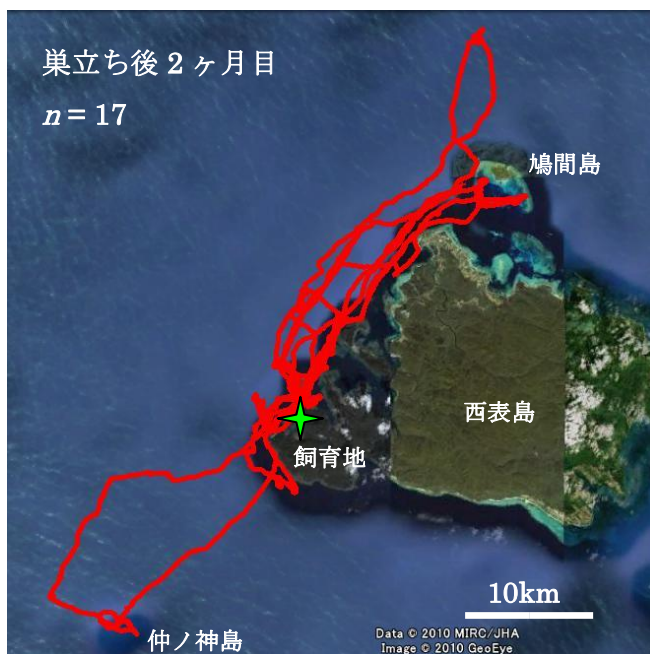 巣立ち後２ヶ月目
n = 17
鳩間島
西表島
飼育地
10km
仲ノ神島
Data © 2010 MIRC/JHA
Image © 2010 GeoEye